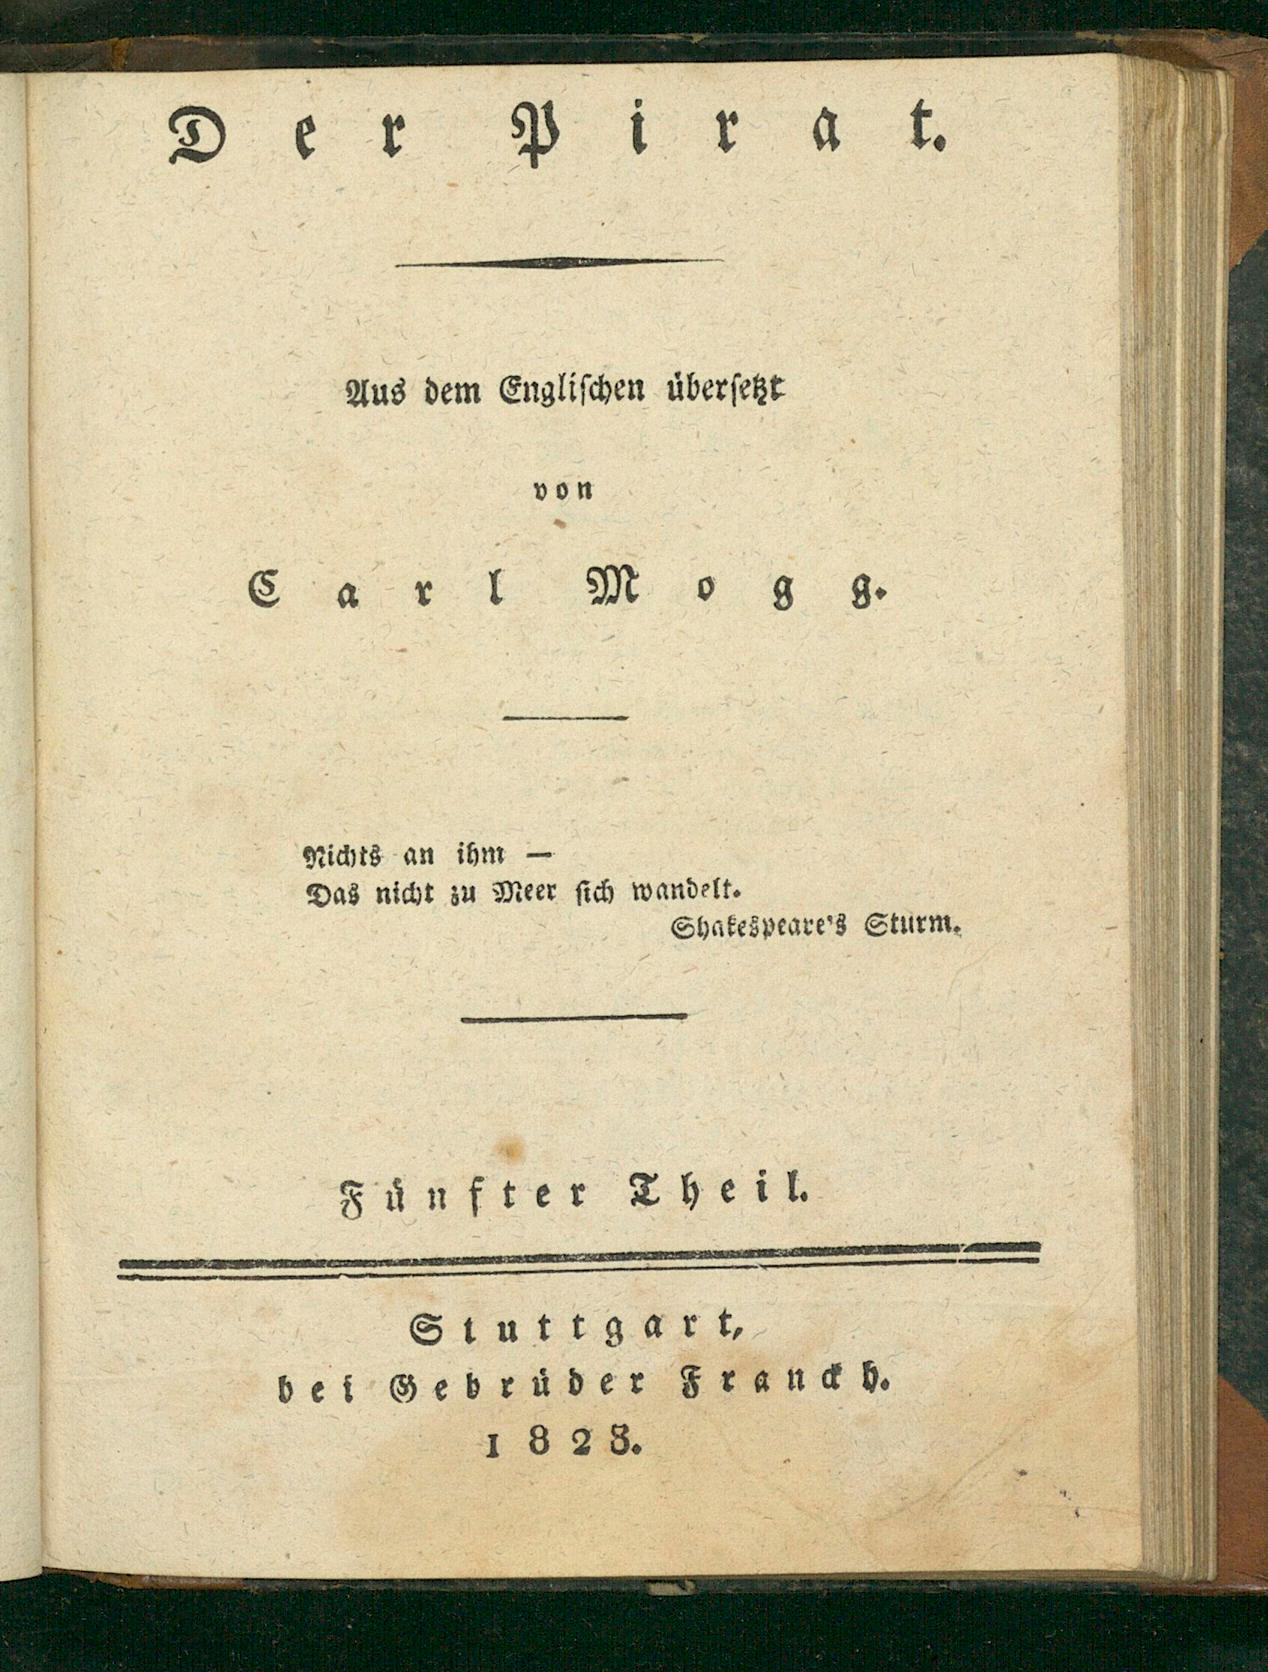 Der Pirat.
Aus dem Engliſchen überſetzt
von
Carl Mogg.
Nichts an ihm —
Das nicht zu Meer ſich wandelt.
Shakespeare's Sturm.
Fünfter Theil.
Stuttgart,
bei Gebrüder Franckh.
1828.